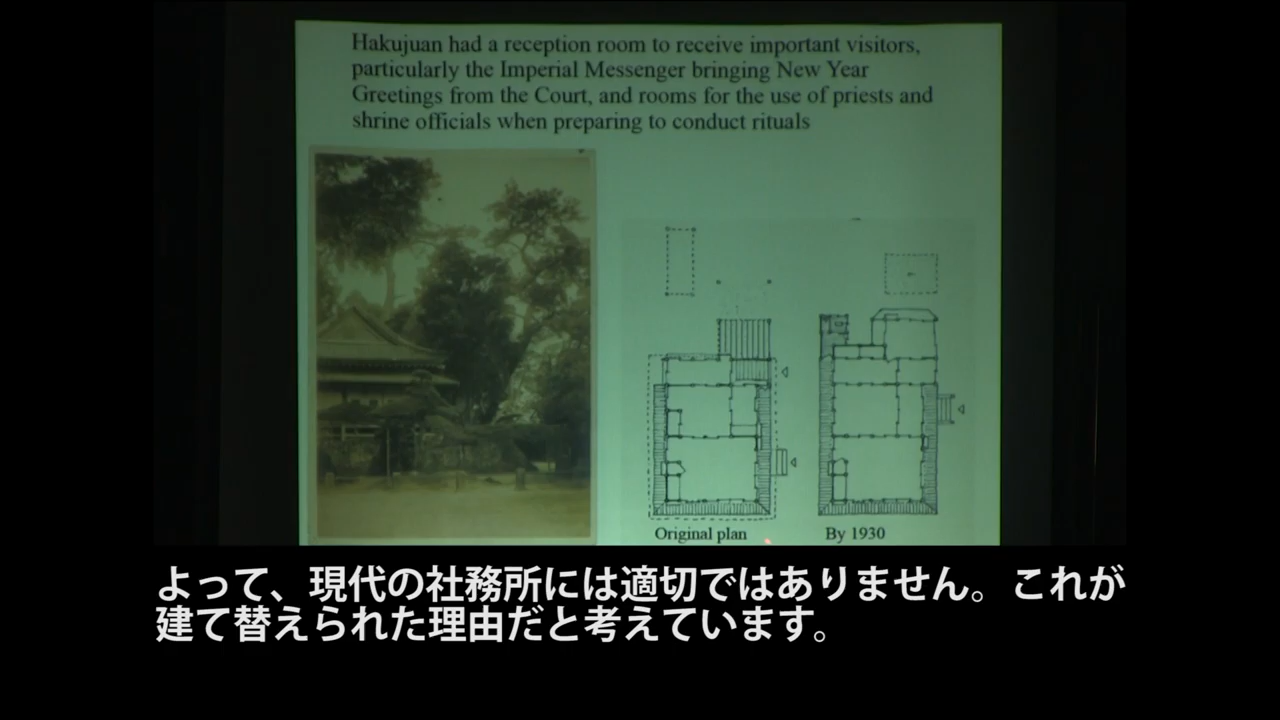 Hakujuan had a reception room to receive important visitors,
particularly the Imperial Messenger bringing New Year
Greetings from the Court, and rooms for the use of priests and
shrine officials when preparing to conduct rituals
Original plan
By 1930
よって、現代の社務所には適切ではありません。これが
建て替えられた理由だと考えています。